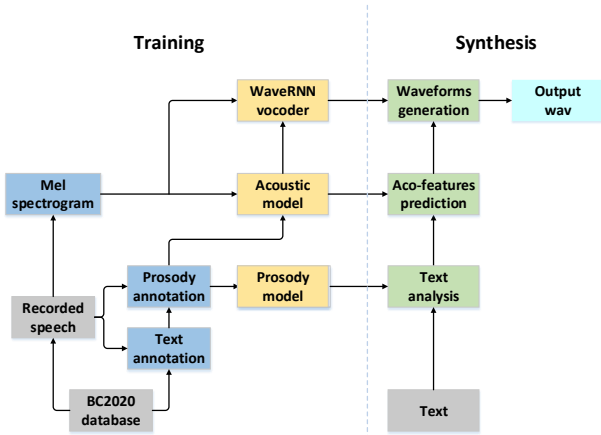 Training
Synthesis
WaveRNN
vocoder
Waveforms
generation
Output
wav
Mel
spectrogram
Acoustic
model
Aco-features
prediction
Prosody
annotation
Prosody
model
Text
analysis
Recorded
speech
Text
annotation
BC2020
database
Text